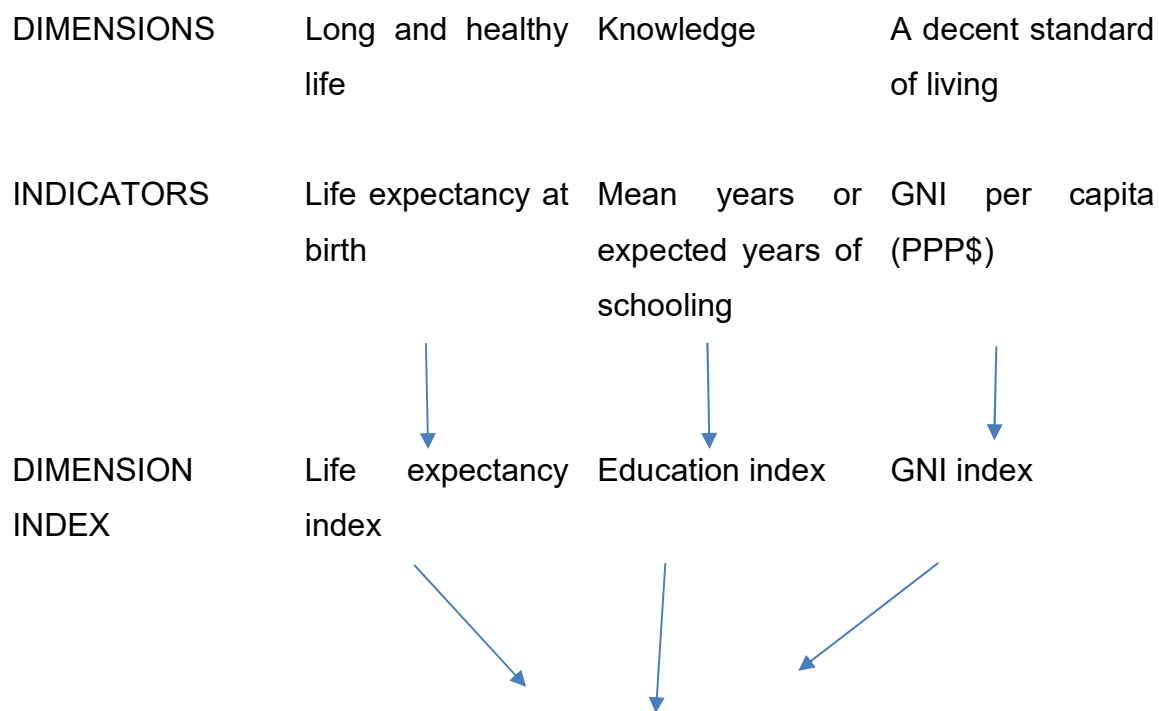 DIMENSIONS Long and healthy life Knowledge A decent standard of living
INDICATORS Life expectancy at birth Mean years or expected years of schooling GNI per capita (PPP$)
DIMENSION INDEX Life expectancy index Education index GNI index